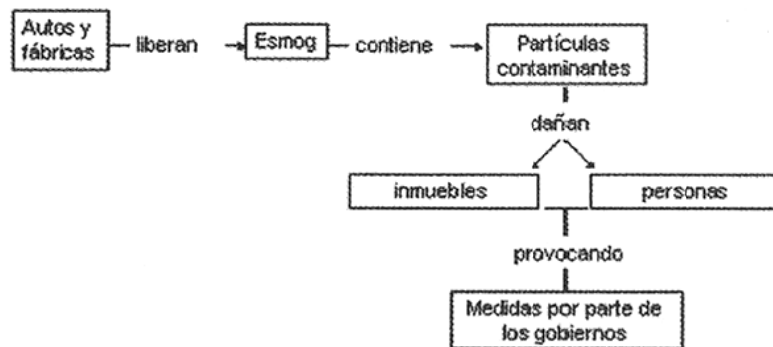 Autos y
fábricas
liberan
Esmog
contiene
Partículas
contaminantes
dañan
inmuebles
personas
provocando
Medidas por parte de
los gobiernos